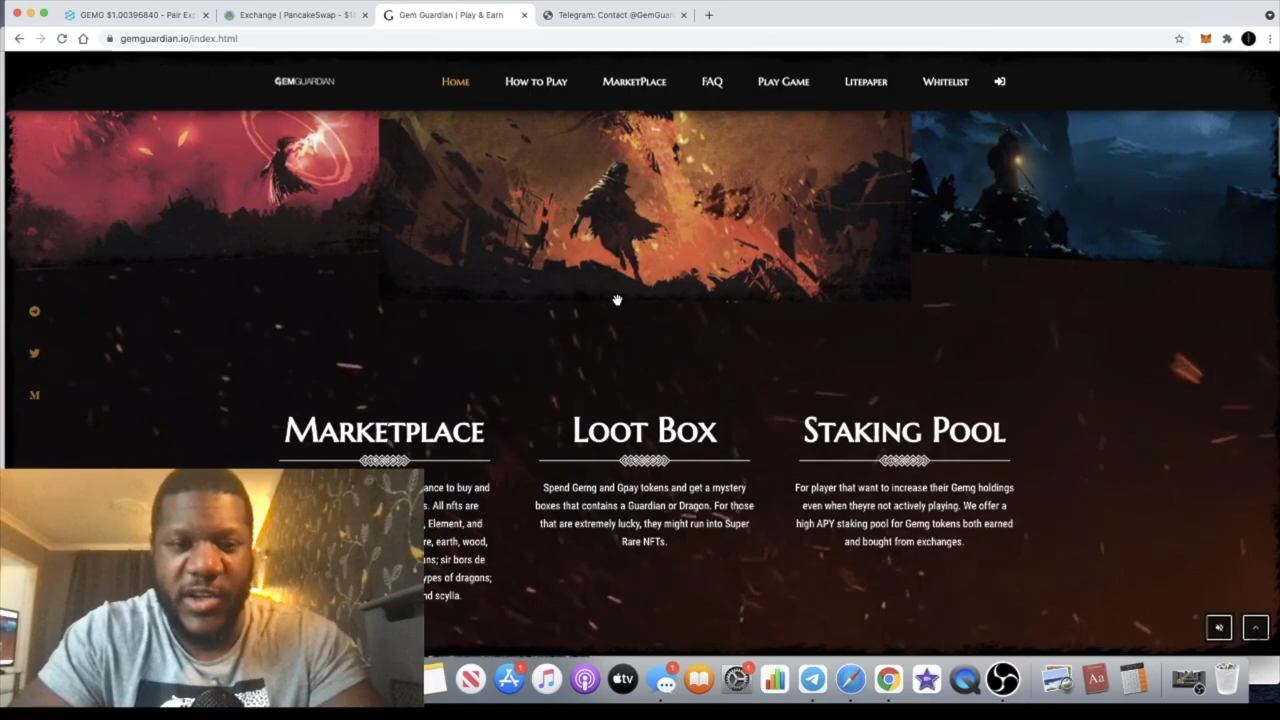 GEMG $1.00396840 - Pair Exp
Exchange | PancakeSwap - $1
Gem Guardian | Play & Earn
Telegram: Contact @GemGuar
gemguardian.io/index.html
GEMGUARDIAN
Home
How to Play
MarketPlace
FAQ
Play Game
Litepaper
Whitelist
Marketplace
ance to buy and
s. All nfts are
, Element, and
re, earth, wood,
ns; sir bors de
ypes of dragons;
nd scylla.
Loot Box
Spend Gemg and Gpay tokens and get a mystery
boxes that contains a Guardian or Dragon. For those
that are extremely lucky, they might run into Super
Rare NFTs.
Staking Pool
For player that want to increase their Gemg holdings
even when theyre not actively playing. We offer a
high APY staking pool for Gemg tokens both earned
and bought from exchanges.
tv
Aa